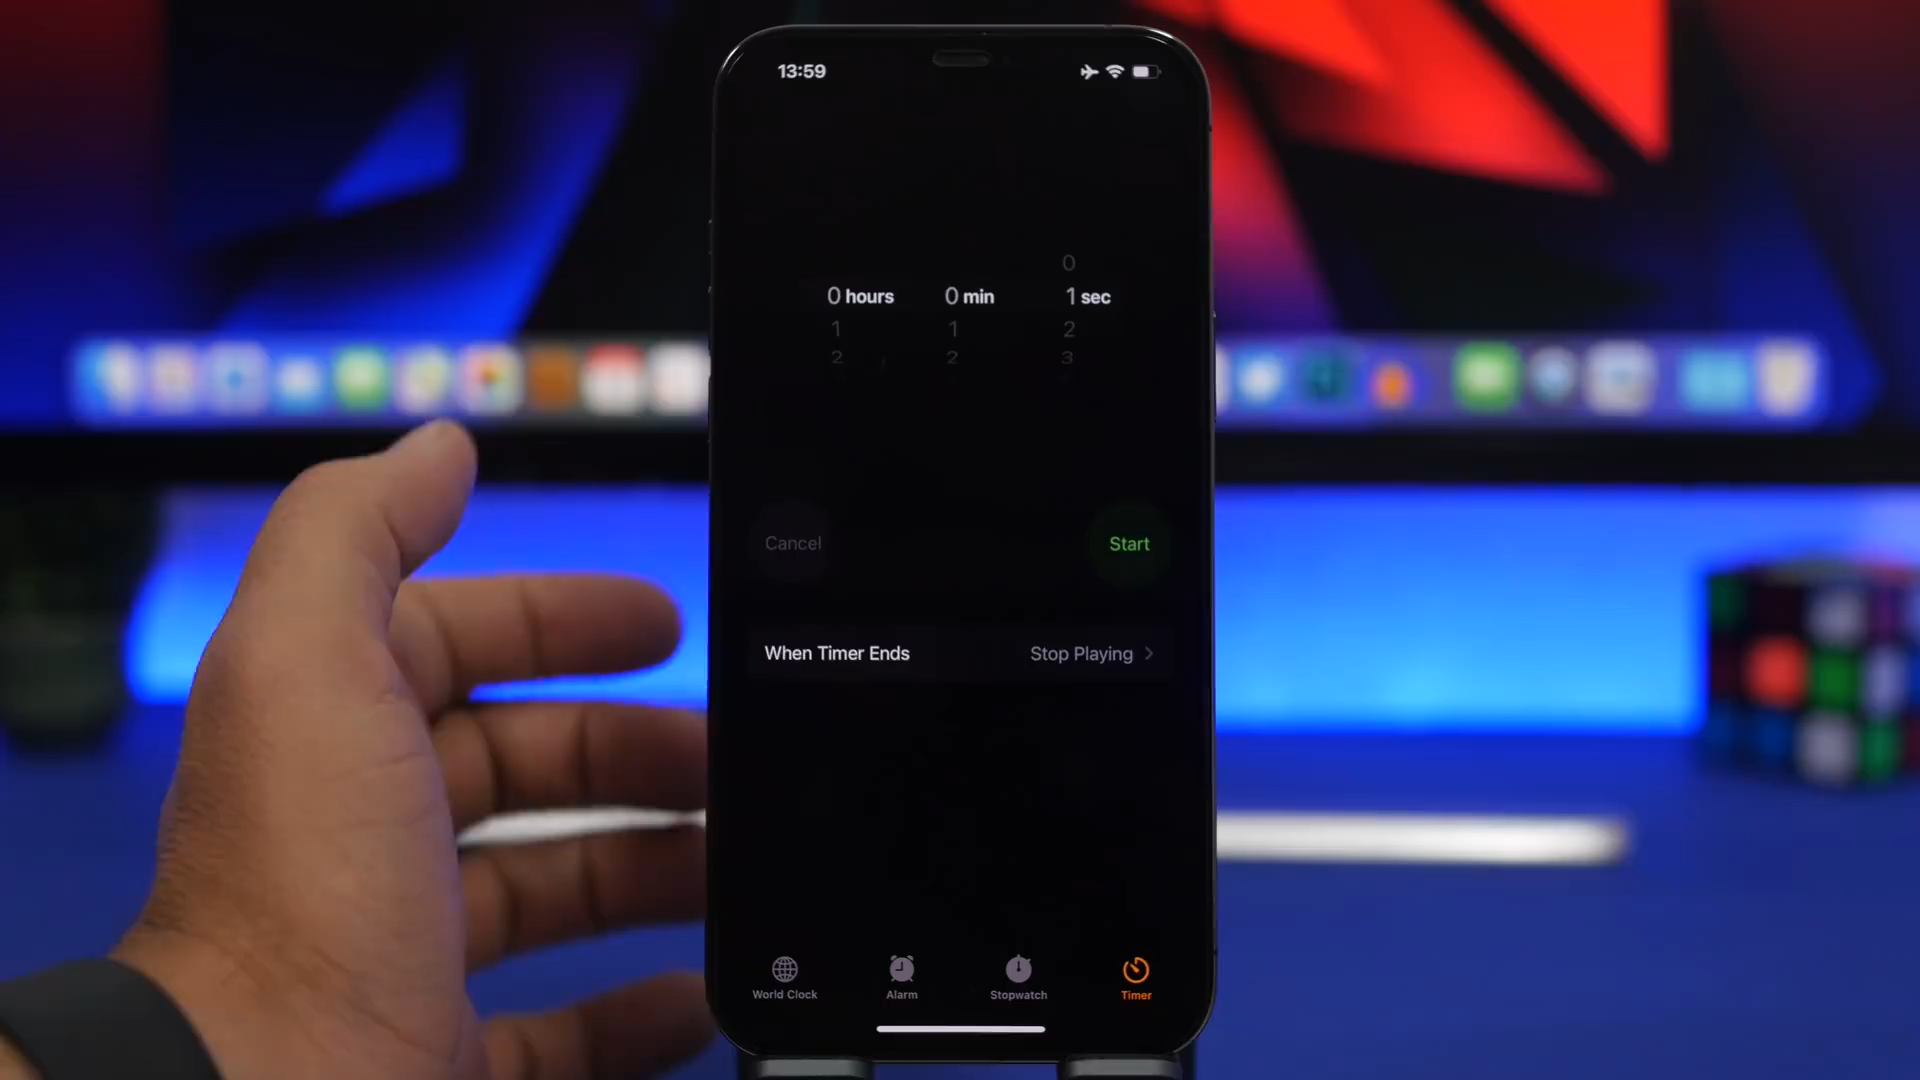 13:59
0
0 hours 0 min 1 sec
1 1 2
2 2 3
Cancel Start
When Timer Ends Stop Playing
World Clock Alarm Stopwatch Timer